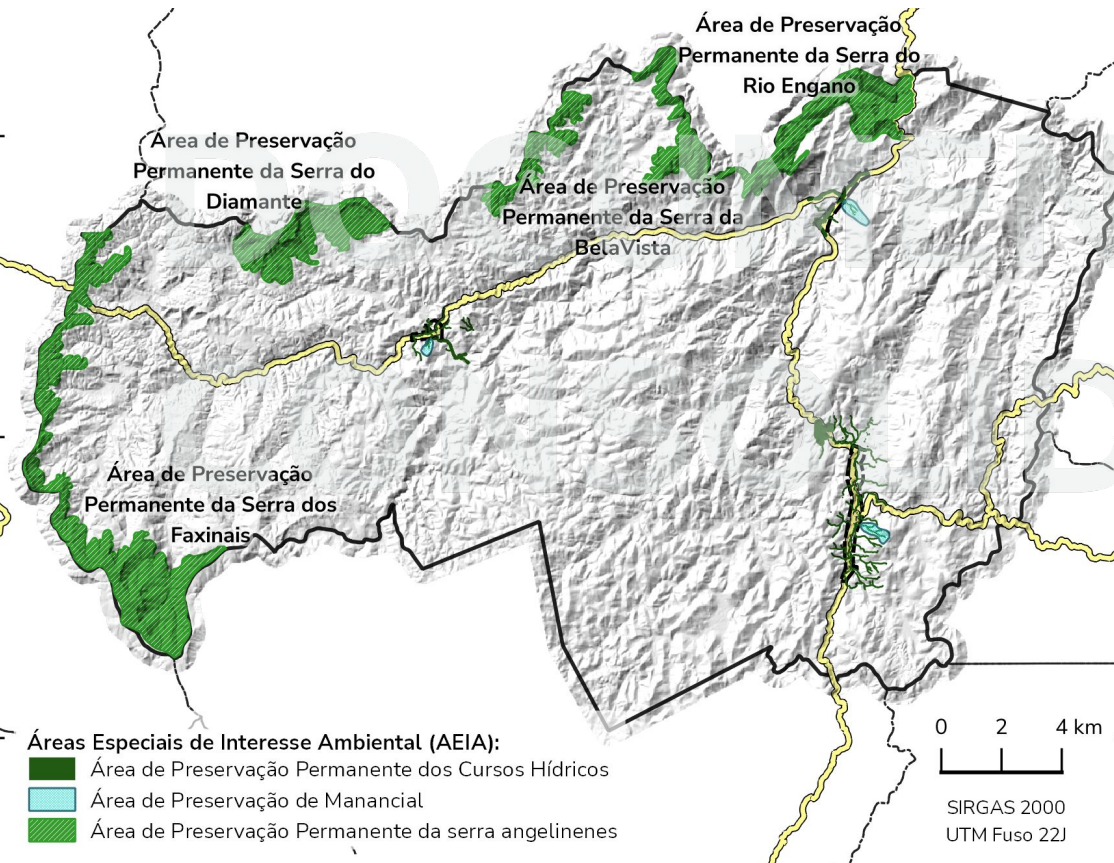 Área de Preservação
Permanente da Serra do
Rio Engano
Área de Preservação
Permanente da Serra do
Diamante
Área de Preservação
Permanente da Serra da
BelaVista
Área de Preservação
Permanente da Serra dos
Faxinais
Áreas Especiais de Interesse Ambiental (AEIA):
Área de Preservação Permanente dos Cursos Hídricos
Área de Preservação de Manancial
Área de Preservação Permanente da serra angelinenes
0 2 4 km
SIRGAS 2000
UTM Fuso 22J